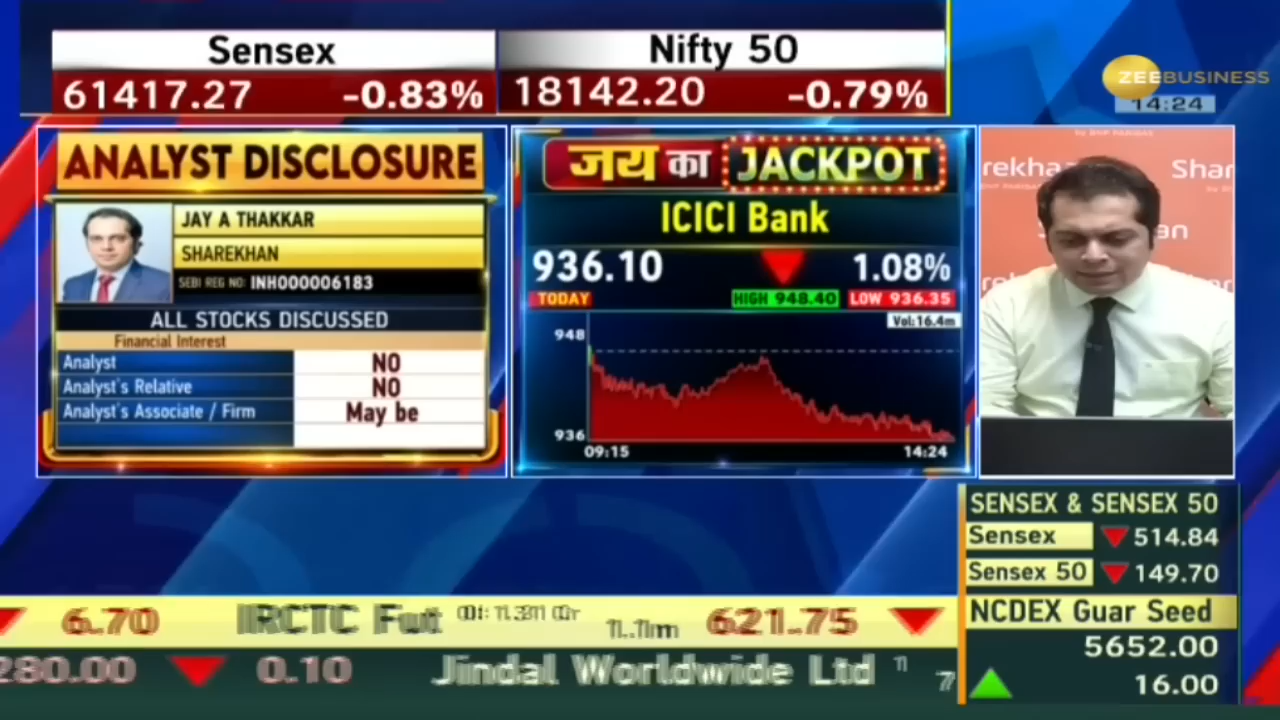 Sensex
61417.27 -0.83%
Nifty 50
18142.20 -0.79%
ZEEBUSINESS
14:24
ANALYST DISCLOSURE
JAY A THAKKAR
SHAREKHAN
SEBI REG NO: INH000006183
ALL STOCKS DISCUSSED
Financial Interest
Analyst NO
Analyst's Relative NO
Analyst's Associate / Firm May be
जय का JACKPOT
ICICI Bank
936.10 1.08%
TODAY HIGH 948.40 LOW 936.35
Vol:16.4m
948
936
09:15 14:24
rekha Shar
an
SENSEX & SENSEX 50
Sensex 514.84
Sensex 50 149.70
NCDEX Guar Seed
5652.00
16.00
6.70 IRCTC Fut 621.75
280.00 0.10 Jindal Worldwide Ltd